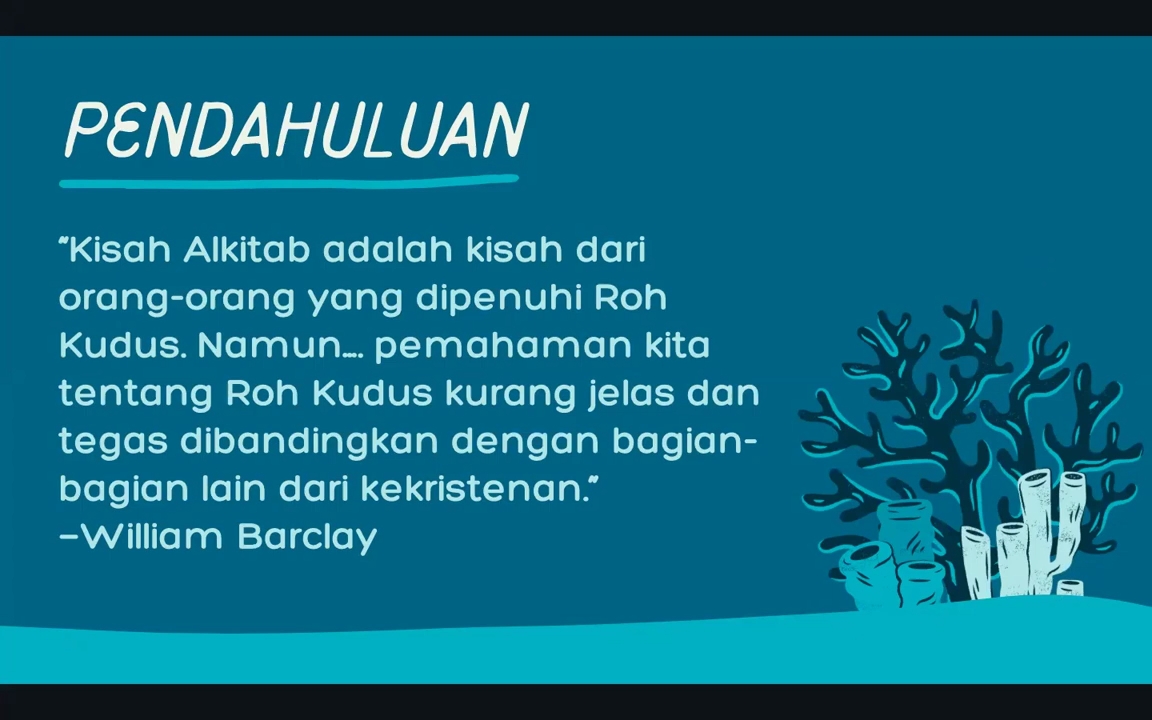 PENDAHULUAN
"Kisah Alkitab adalah kisah dari
orang-orang yang dipenuhi Roh
Kudus. Namun.... pemahaman kita
tentang Roh Kudus kurang jelas dan
tegas dibandingkan dengan bagian-
bagian lain dari kekristenan."
–William Barclay